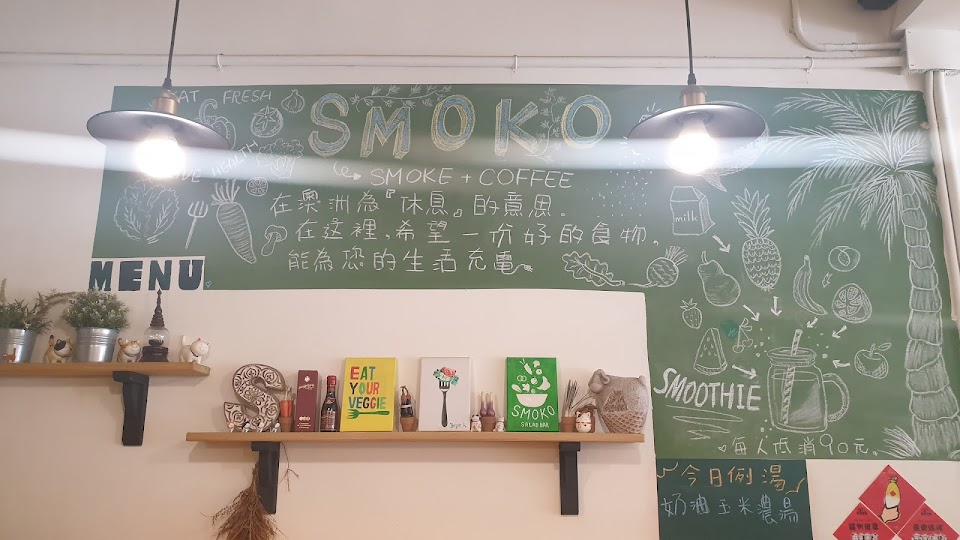 EAT FRESH
SMOKO
SMOKE + COFFEE
在澳洲為『休息』的意思。
在这裡,希望一份好的食物。
能為您的生活充電
milk
MENU
EAT
YOUR
VEGGIE
SMOKO
SALAD BAR
SMOOTHIE
每人低消90元。
今日例湯
奶油玉米濃湯